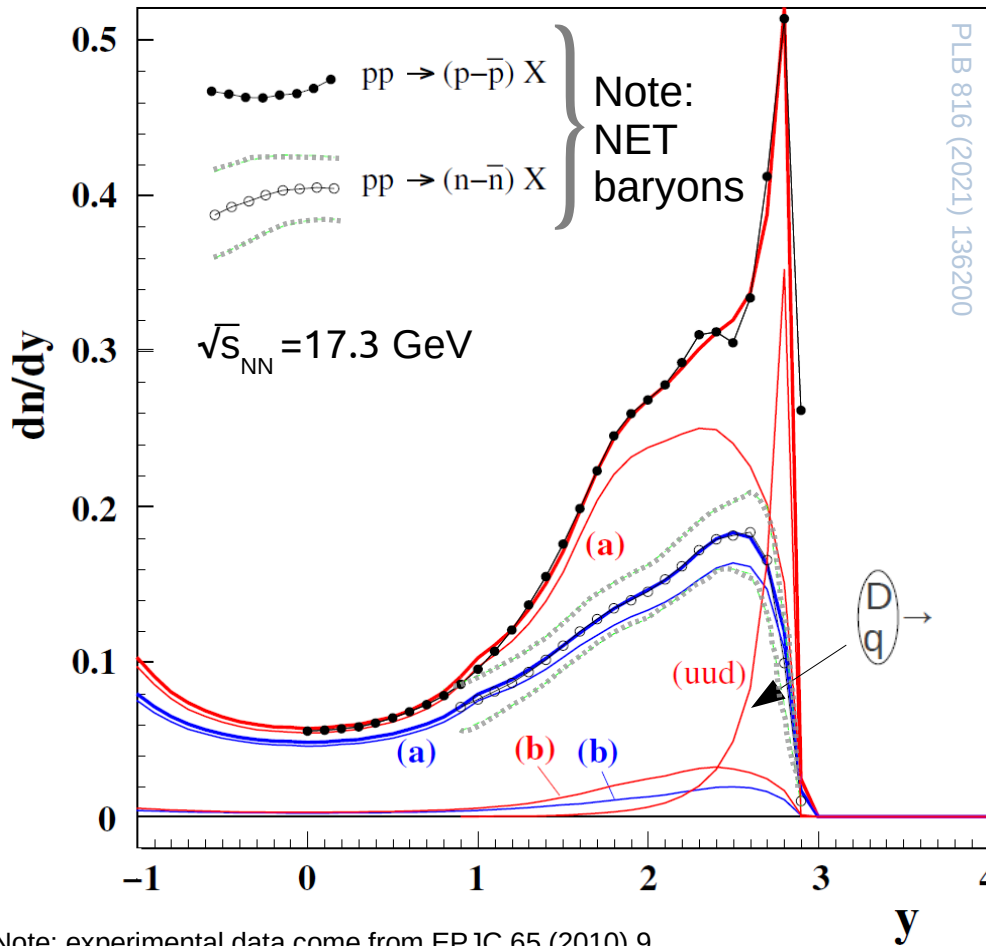 0.5
0.4
0.3
0.2
0.1
0
dn/dy
pp → (p–p̅) X
pp → (n–n̅) X
Note:
NET
baryons
PLB 816 (2021) 136200
√s̅NN =17.3 GeV
(a)
D
q →
(uud)
(a)
(b) (b)
−1 0 1 2 3 4
y
Note: experimental data come from EPJC 65 (2010) 9